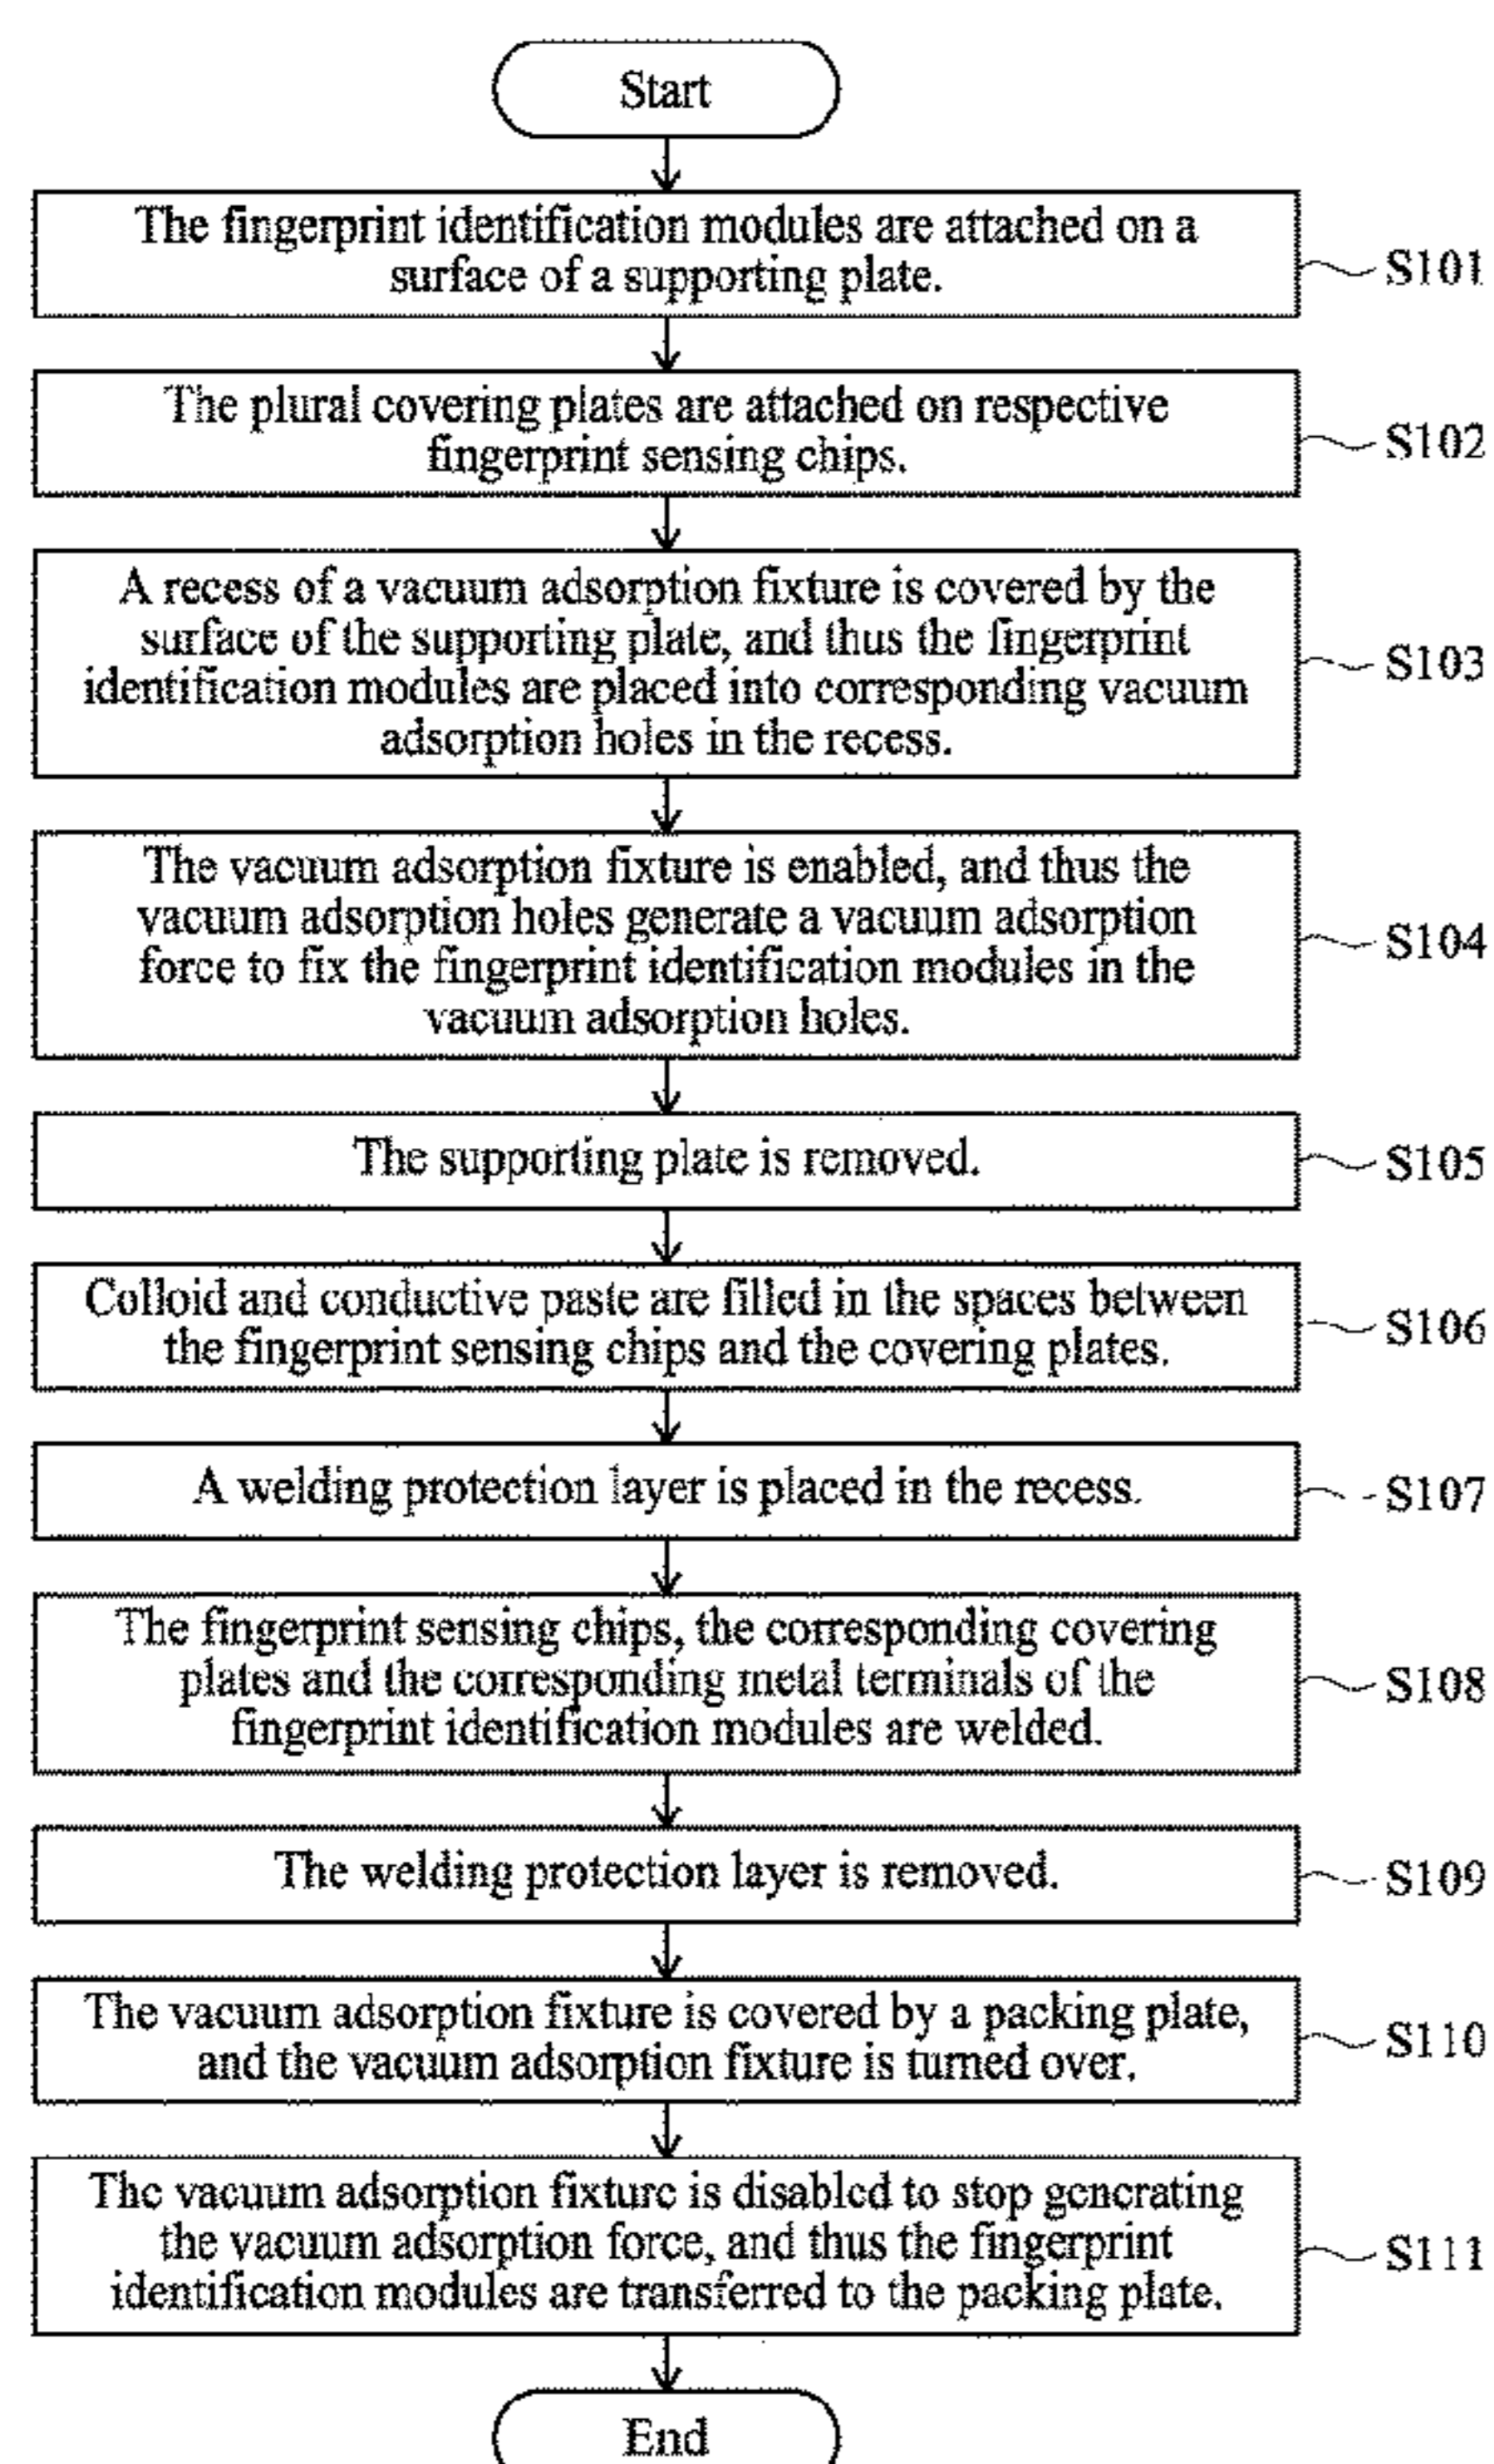 Start
The fingerprint identification modules are attached on a
surface of a supporting plate.
S101
The plural covering plates are attached on respective
fingerprint sensing chips.
S102
A recess of a vacuum adsorption fixture is covered by the
surface of the supporting plate, and thus the fingerprint
identification modules are placed into corresponding vacuum
adsorption holes in the recess.
S103
The vacuum adsorption fixture is enabled, and thus the
vacuum adsorption holes generate a vacuum adsorption
force to fix the fingerprint identification modules in the
vacuum adsorption holes.
S104
The supporting plate is removed.
S105
Colloid and conductive paste are filled in the spaces between
the fingerprint sensing chips and the covering plates.
S106
A welding protection layer is placed in the recess.
S107
The fingerprint sensing chips, the corresponding covering
plates and the corresponding metal terminals of the
fingerprint identification modules are welded.
S108
The welding protection layer is removed.
S109
The vacuum adsorption fixture is covered by a packing plate,
and the vacuum adsorption fixture is turned over.
S110
The vacuum adsorption fixture is disabled to stop generating
the vacuum adsorption force, and thus the fingerprint
identification modules are transferred to the packing plate.
S111
End